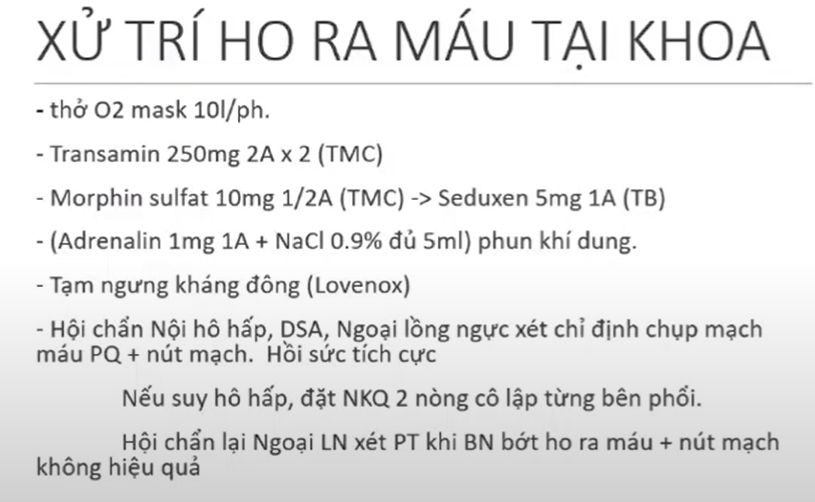 XỬ TRÍ HO RA MÁU TẠI KHOA
- thở O2 mask 10l/ph.
- Transamin 250mg 2A x 2 (TMC)
- Morphin sulfat 10mg 1/2A (TMC) -> Seduxen 5mg 1A (TB)
- (Adrenalin 1mg 1A + NaCl 0.9% đủ 5ml) phun khí dung.
- Tạm ngưng kháng đông (Lovenox)
- Hội chẩn Nội hô hấp, DSA, Ngoại lồng ngực xét chỉ định chụp mạch
máu PQ + nút mạch. Hồi sức tích cực
Nếu suy hô hấp, đặt NKQ 2 nòng cô lập từng bên phổi.
Hội chẩn lại Ngoại LN xét PT khi BN bớt ho ra máu + nút mạch
không hiệu quả